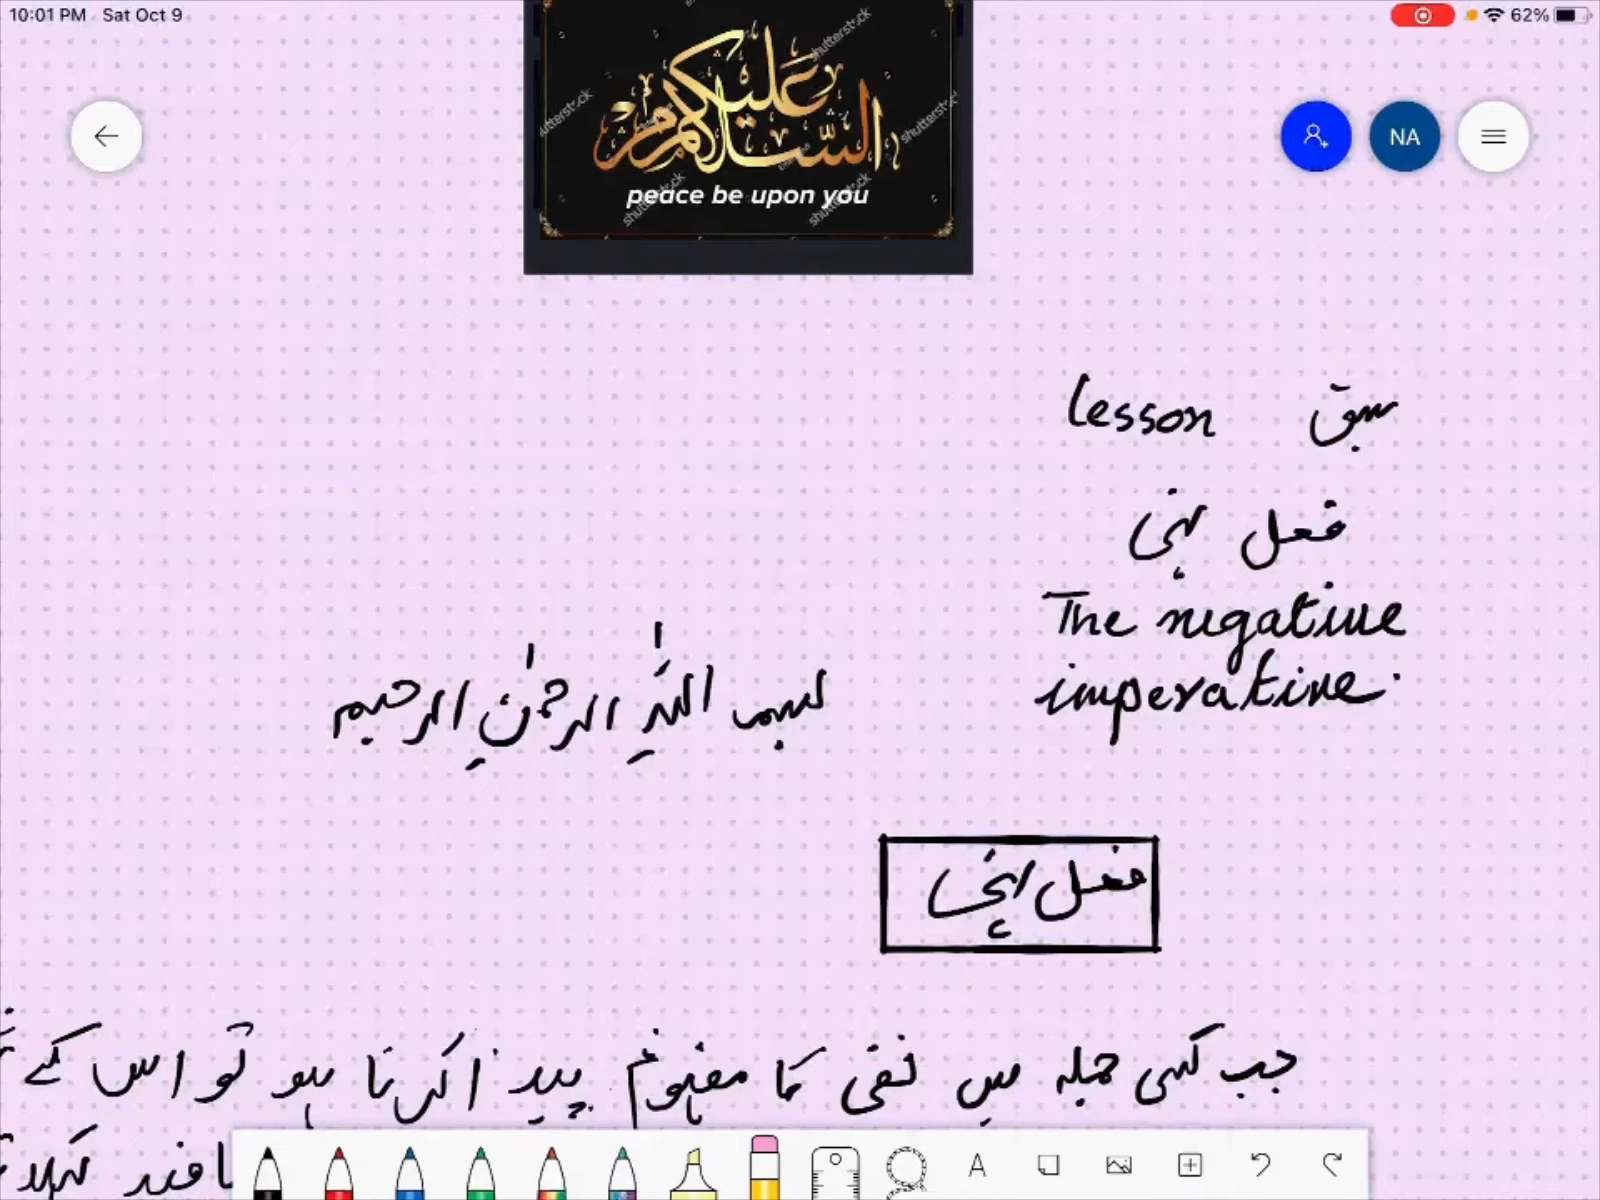 10:01 PM Sat Oct 9
62%
السلام عليكم
peace be upon you
NA
Lesson سبق
فعل نہی
The negative
imperative.
بسم اللہِ الرحمٰنِ الرحیم
فعل نہی
جب کسی جملہ میں نفی کا مفہوم پیدا کرنا ہو تو اس کے
A